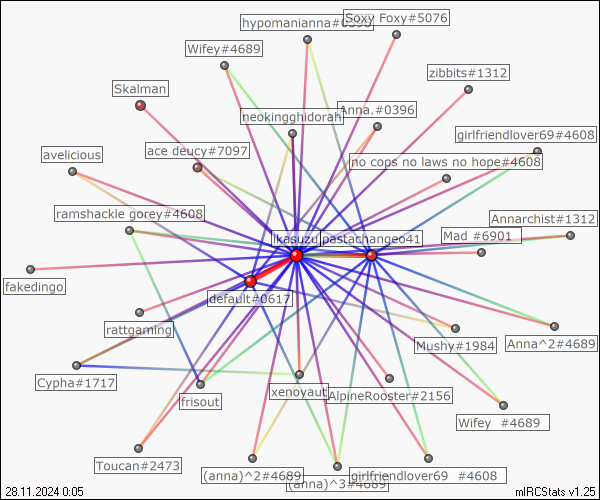 hypomanianna#0396
Soxy Foxy#5076
Wifey#4689
zibbits#1312
Skalman
neokingghidorah
Anna.#0396
girlfriendlover69#4608
avelicious
ace deucy#7097
no cops no laws no hope#4608
ramshackle gorey#4608
Annarchist#1312
ikasuzu
pastachangeo41
Mad #6901
fakedingo
default#0617
rattgaming
Mushy#1984
Anna^2#4689
Cypha#1717
frisout
xenoyaut
AlpineRooster#2156
Wifey #4689
Toucan#2473
(anna)^2#4689
(anna)^3#4689
girlfriendlover69 #4608
28.11.2024 0:05
mIRCStats v1.25